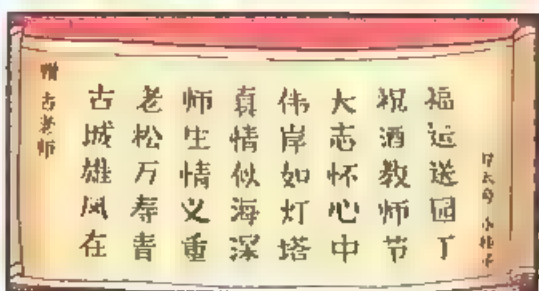 赠古老师
古城雄风在
老松万寿青
师生情义重
真情似海深
伟岸如灯塔
大志怀心中
祝酒教师节
福运送园丁